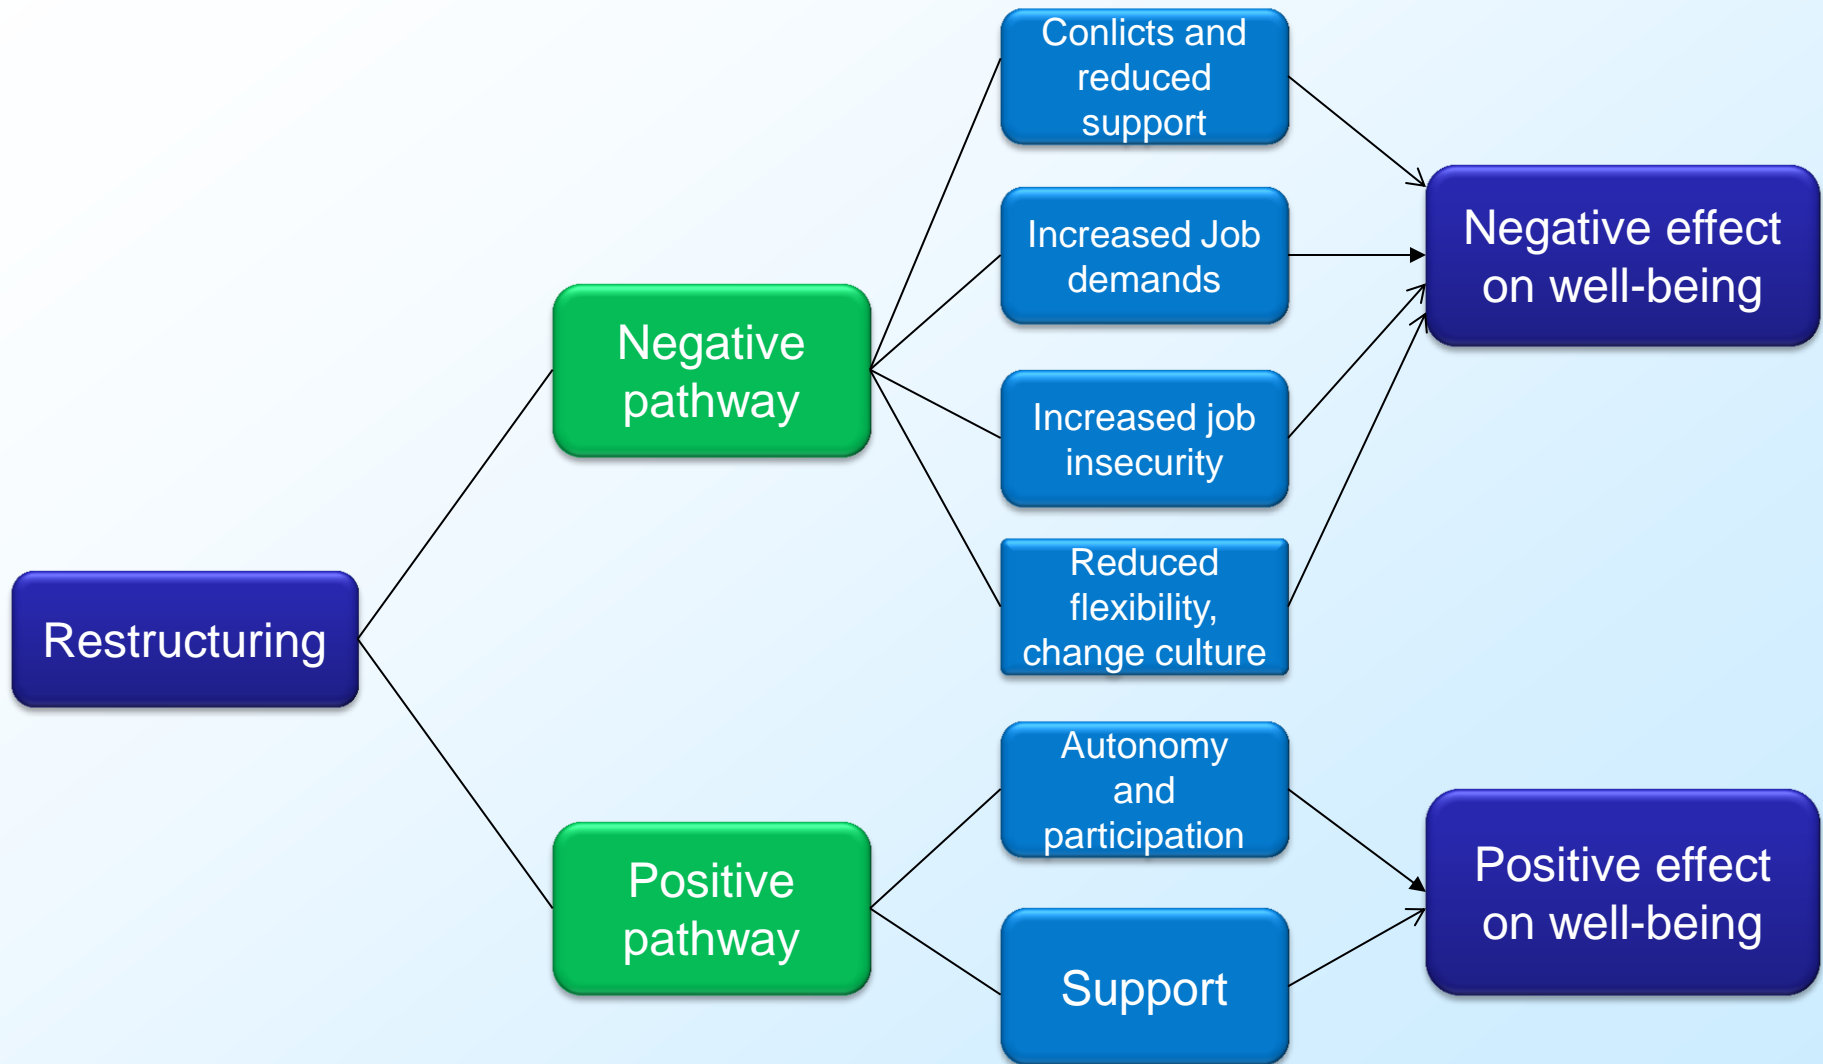 Conlicts and
reduced
support
Increased Job
demands
Negative effect
on well-being
Negative
pathway
Increased job
insecurity
Reduced
flexibility,
change culture
Restructuring
Autonomy
and
participation
Positive
pathway
Positive effect
on well-being
Support